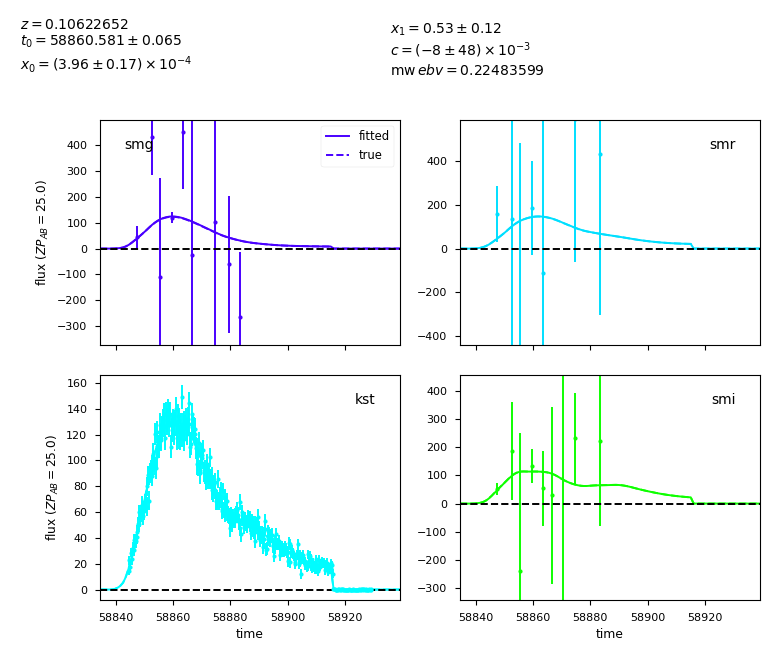 z = 0.10622652
t₀ = 58860.581 ± 0.065
x₀ = (3.96 ± 0.17) × 10⁻⁴
x₁ = 0.53 ± 0.12
c = (−8 ± 48) × 10⁻³
mw ebv = 0.22483599
smg
fitted
true
400
300
200
100
0
−100
−200
−300
flux (ZP_AB = 25.0)
smr
400
200
0
−200
−400
kst
160
140
120
100
80
60
40
20
0
flux (ZP_AB = 25.0)
58840 58860 58880 58900 58920
time
smi
400
300
200
100
0
−100
−200
−300
58840 58860 58880 58900 58920
time